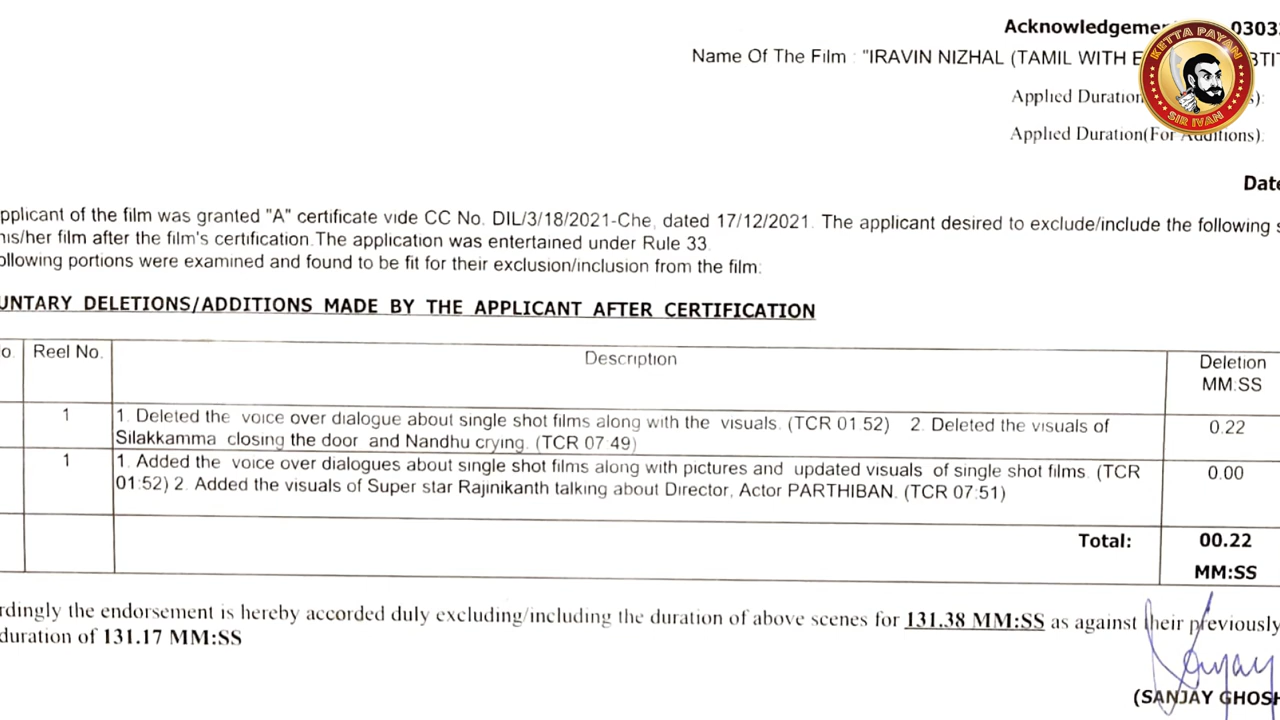 Acknowledgemen 0303
Name Of The Film : "IRAVIN NIZHAL (TAMIL WITH E BTIT
KETTA PAYAN
SIR IVAN
Applied Duration s):
Applied Duration(For Additions):
Date
pplicant of the film was granted "A" certificate vide CC No. DIL/3/18/2021-Che, dated 17/12/2021. The applicant desired to exclude/include the following s
his/her film after the film's certification.The application was entertained under Rule 33.
ollowing portions were examined and found to be fit for their exclusion/inclusion from the film:
UNTARY DELETIONS/ADDITIONS MADE BY THE APPLICANT AFTER CERTIFICATION
o. Reel No. Description Deletion
MM:SS
1 1. Deleted the voice over dialogue about single shot films along with the visuals. (TCR 01:52) 2. Deleted the visuals of 0.22
Silakkamma closing the door and Nandhu crying. (TCR 07:49)
1 1. Added the voice over dialogues about single shot films along with pictures and updated visuals of single shot films. (TCR 0.00
01:52) 2. Added the visuals of Super star Rajinikanth talking about Director, Actor PARTHIBAN. (TCR 07:51)
Total: 00.22
MM:SS
rdingly the endorsement is hereby accorded duly excluding/including the duration of above scenes for 131.38 MM:SS as against their previously
duration of 131.17 MM:SS
(SANJAY GHOSH